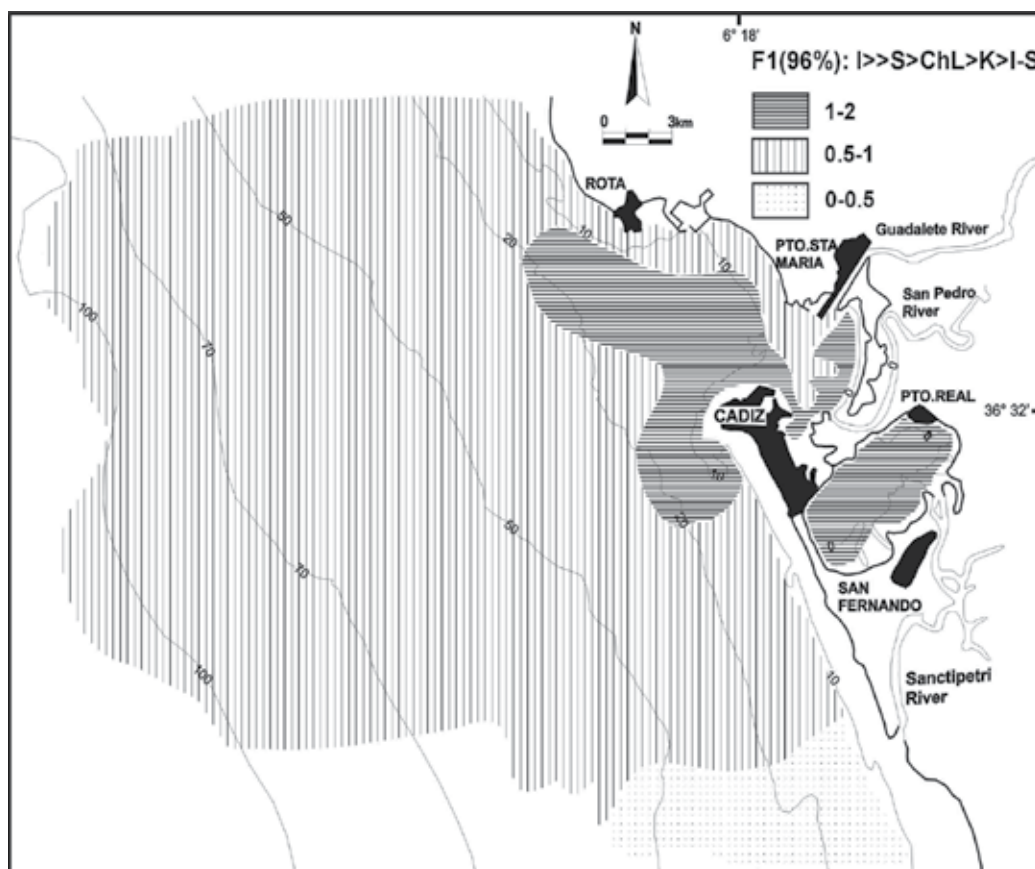 6° 18'
N
F1(96%): I>>S>ChL>K>I-S
1-2
0.5-1
0-0.5
0 3km
ROTA
PTO.STA
MARIA
Guadalete River
San Pedro
River
PTO.REAL
36° 32'
CADIZ
SAN
FERNANDO
Sanctipetri
River
10
10
20
50
100
70
0
0
0
10
20
50
70
100
10